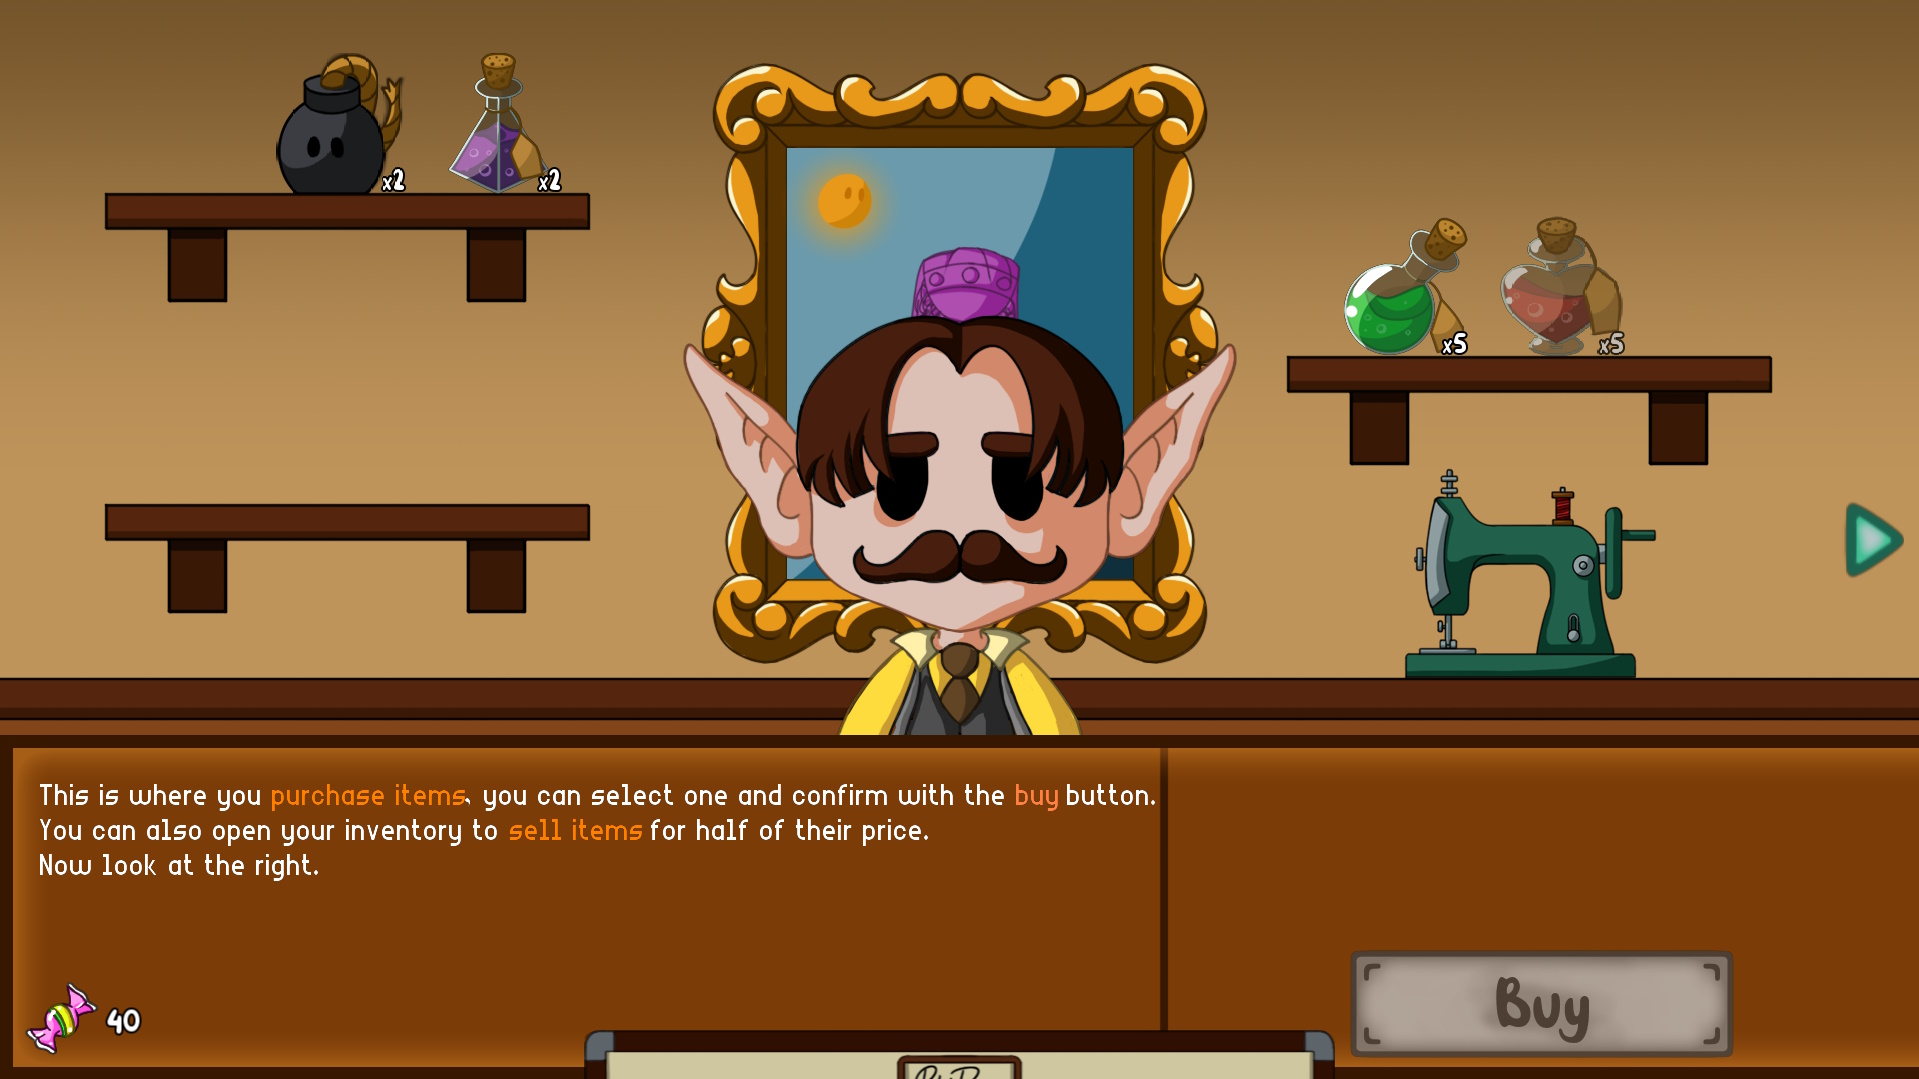 x2
x2
x5
x5
This is where you purchase items, you can select one and confirm with the buy button.
You can also open your inventory to sell items for half of their price.
Now look at the right.
40
Buy